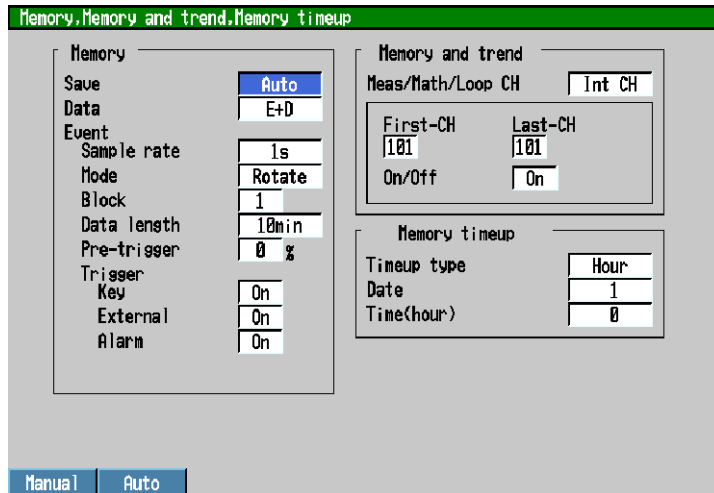 Memory,Memory and trend,Memory timeup
Memory
Save Auto
Data E+D
Event
Sample rate 1s
Mode Rotate
Block 1
Data length 10min
Pre-trigger 0 %
Trigger
Key On
External On
Alarm On
Memory and trend
Meas/Math/Loop CH Int CH
First-CH Last-CH
101 101
On/Off On
Memory timeup
Timeup type Hour
Date 1
Time(hour) 0
Manual Auto